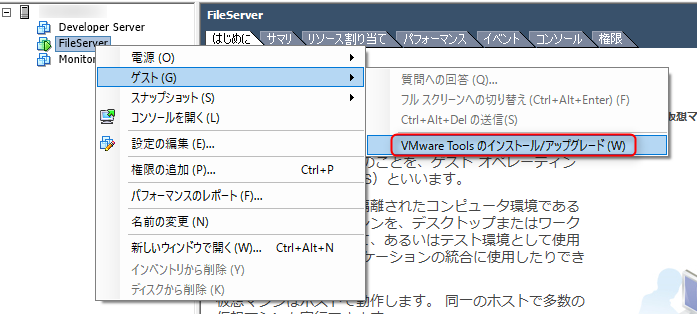 Developer Server
FileServer
Monitor
FileServer
はじめに サマリ リソース割り当て パフォーマンス イベント コンソール 権限
電源 (O)
ゲスト (G)
スナップショット (S)
コンソールを開く (L)
設定の編集 (E)...
権限の追加 (P)... Ctrl+P
パフォーマンスのレポート (F)...
名前の変更 (N)
新しいウィンドウで開く (W)... Ctrl+Alt+N
インベントリから削除 (Y)
ディスクから削除 (K)
質問への回答 (Q)...
フル スクリーンへの切り替え (Ctrl+Alt+Enter) (F)
Ctrl+Alt+Del の送信(S)
VMware Tools のインストール/アップグレード (W)
仮想マ
のことを、ゲスト オペレーティン
S）といいます。
隔離されたコンピュータ環境である
シンを、デスクトップまたはワーク
て、あるいはテスト環境として使用
ケーションの統合に使用したりでき
仮想マシンはホストで動作します。 同一のホストで多数の